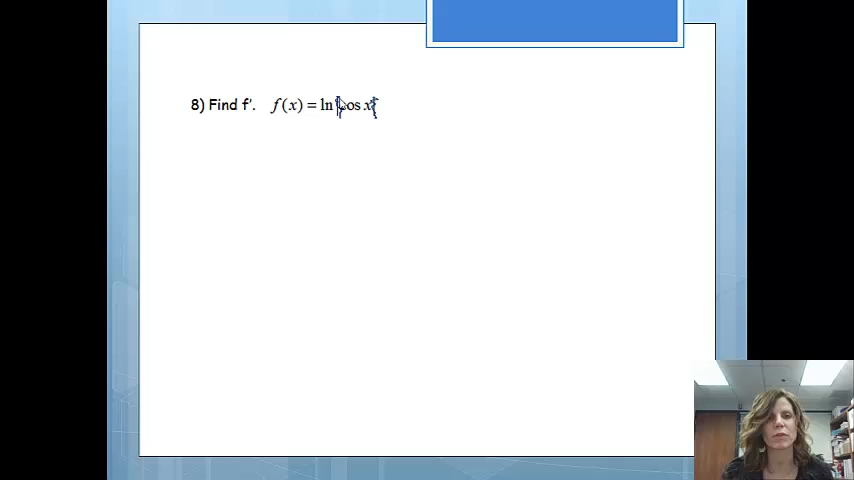 8) Find f'. f(x) = ln|cos x|